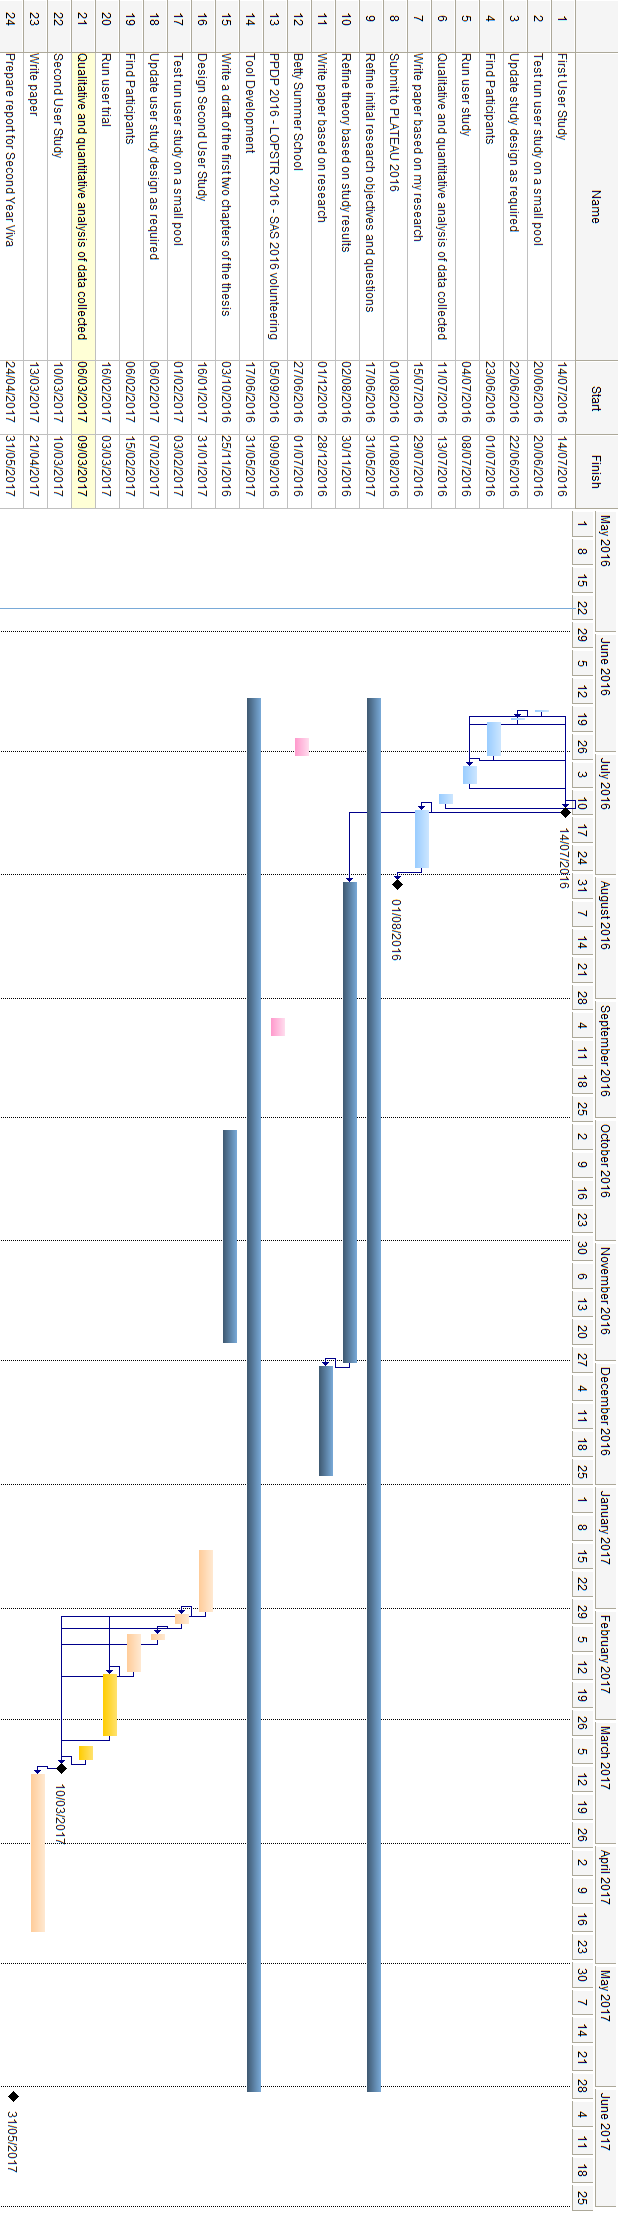 Name Start Finish
1 First User Study 14/07/2016 14/07/2016
2 Test run user study on a small pool 20/06/2016 20/06/2016
3 Update study design as required 22/06/2016 22/06/2016
4 Find Participants 23/06/2016 01/07/2016
5 Run user study 04/07/2016 08/07/2016
6 Qualitative and quantitative analysis of data collected 11/07/2016 13/07/2016
7 Write paper based on my research 15/07/2016 29/07/2016
8 Submit to PLATEAU 2016 01/08/2016 01/08/2016
9 Refine initial research objectives and questions 17/06/2016 31/05/2017
10 Refine theory based on study results 02/08/2016 30/11/2016
11 Write paper based on research 01/12/2016 28/12/2016
12 Betty Summer School 27/06/2016 01/07/2016
13 PPDP 2016 - LOPSTR 2016 - SAS 2016 volunteering 05/09/2016 09/09/2016
14 Tool Development 17/06/2016 31/05/2017
15 Write a draft of the first two chapters of the thesis 03/10/2016 25/11/2016
16 Design Second User Study 16/01/2017 31/01/2017
17 Test run user study on a small pool 01/02/2017 03/02/2017
18 Update user study design as required 06/02/2017 07/02/2017
19 Find Participants 06/02/2017 15/02/2017
20 Run user trial 16/02/2017 03/03/2017
21 Qualitative and quantitative analysis of data collected 06/03/2017 09/03/2017
22 Second User Study 10/03/2017 10/03/2017
23 Write paper 13/03/2017 21/04/2017
24 Prepare report for Second Year Viva 24/04/2017 31/05/2017
May 2016 June 2016 July 2016 August 2016 September 2016 October 2016 November 2016 December 2016 January 2017 February 2017 March 2017 April 2017 May 2017 June 2017
1 8 15 22 29 5 12 19 26 3 10 17 24 31 7 14 21 28 4 11 18 25 2 9 16 23 30 6 13 20 27 4 11 18 25 1 8 15 22 29 5 12 19 26 5 12 19 26 2 9 16 23 30 7 14 21 28 4 11 18 25
14/07/2016
01/08/2016
10/03/2017
31/05/2017